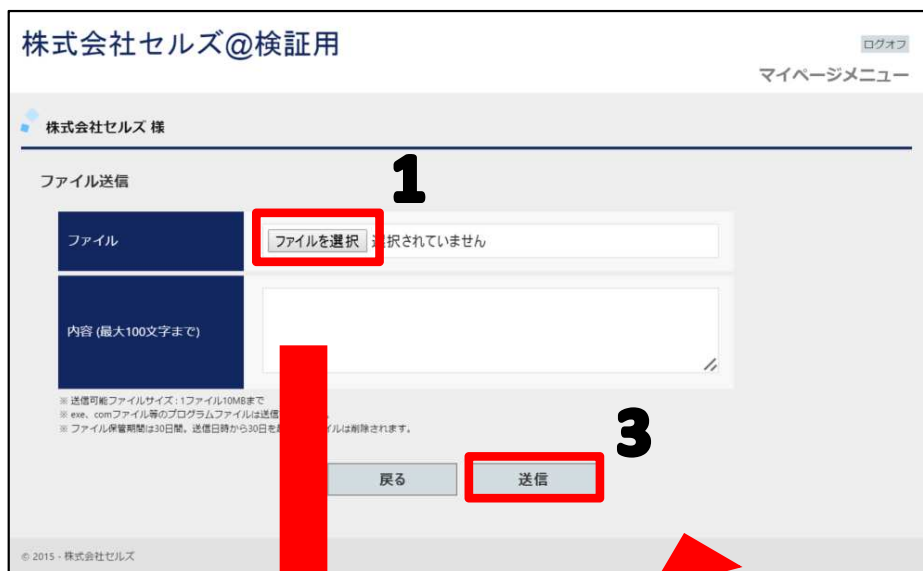 株式会社セルズ@検証用
ログオフ
マイページメニュー
株式会社セルズ 様
ファイル送信
1
ファイル
ファイルを選択 選択されていません
内容 (最大100文字まで)
※ 送信可能ファイルサイズ : 1ファイル10MBまで
※ exe、comファイル等のプログラムファイルは送信
※ ファイル保管期間は30日間。送信日時から30日を イルは削除されます。
3
戻る
送信
© 2015 - 株式会社セルズ